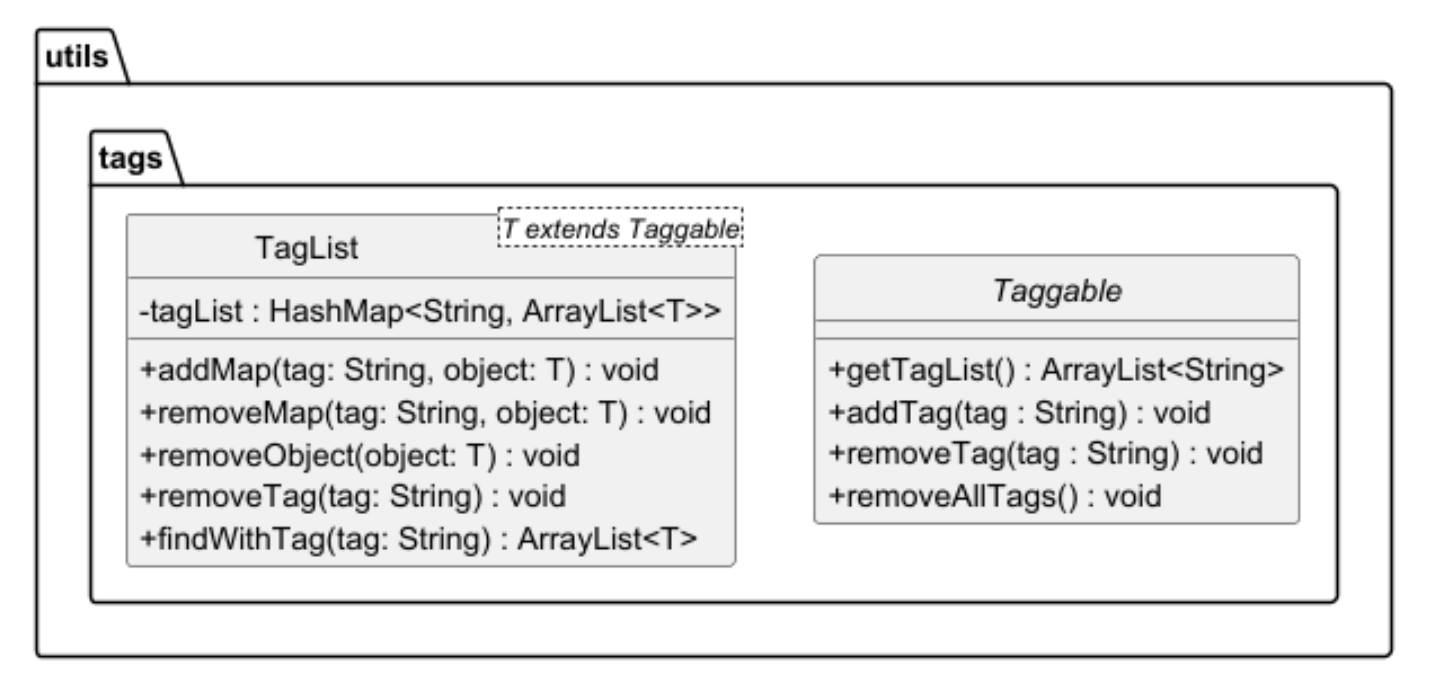 utils
tags
T extends Taggable
TagList
-tagList : HashMap<String, ArrayList<T>>
+addMap(tag: String, object: T) : void
+removeMap(tag: String, object: T) : void
+removeObject(object: T) : void
+removeTag(tag: String) : void
+findWithTag(tag: String) : ArrayList<T>
Taggable
+getTagList() : ArrayList<String>
+addTag(tag : String) : void
+removeTag(tag : String) : void
+removeAllTags() : void